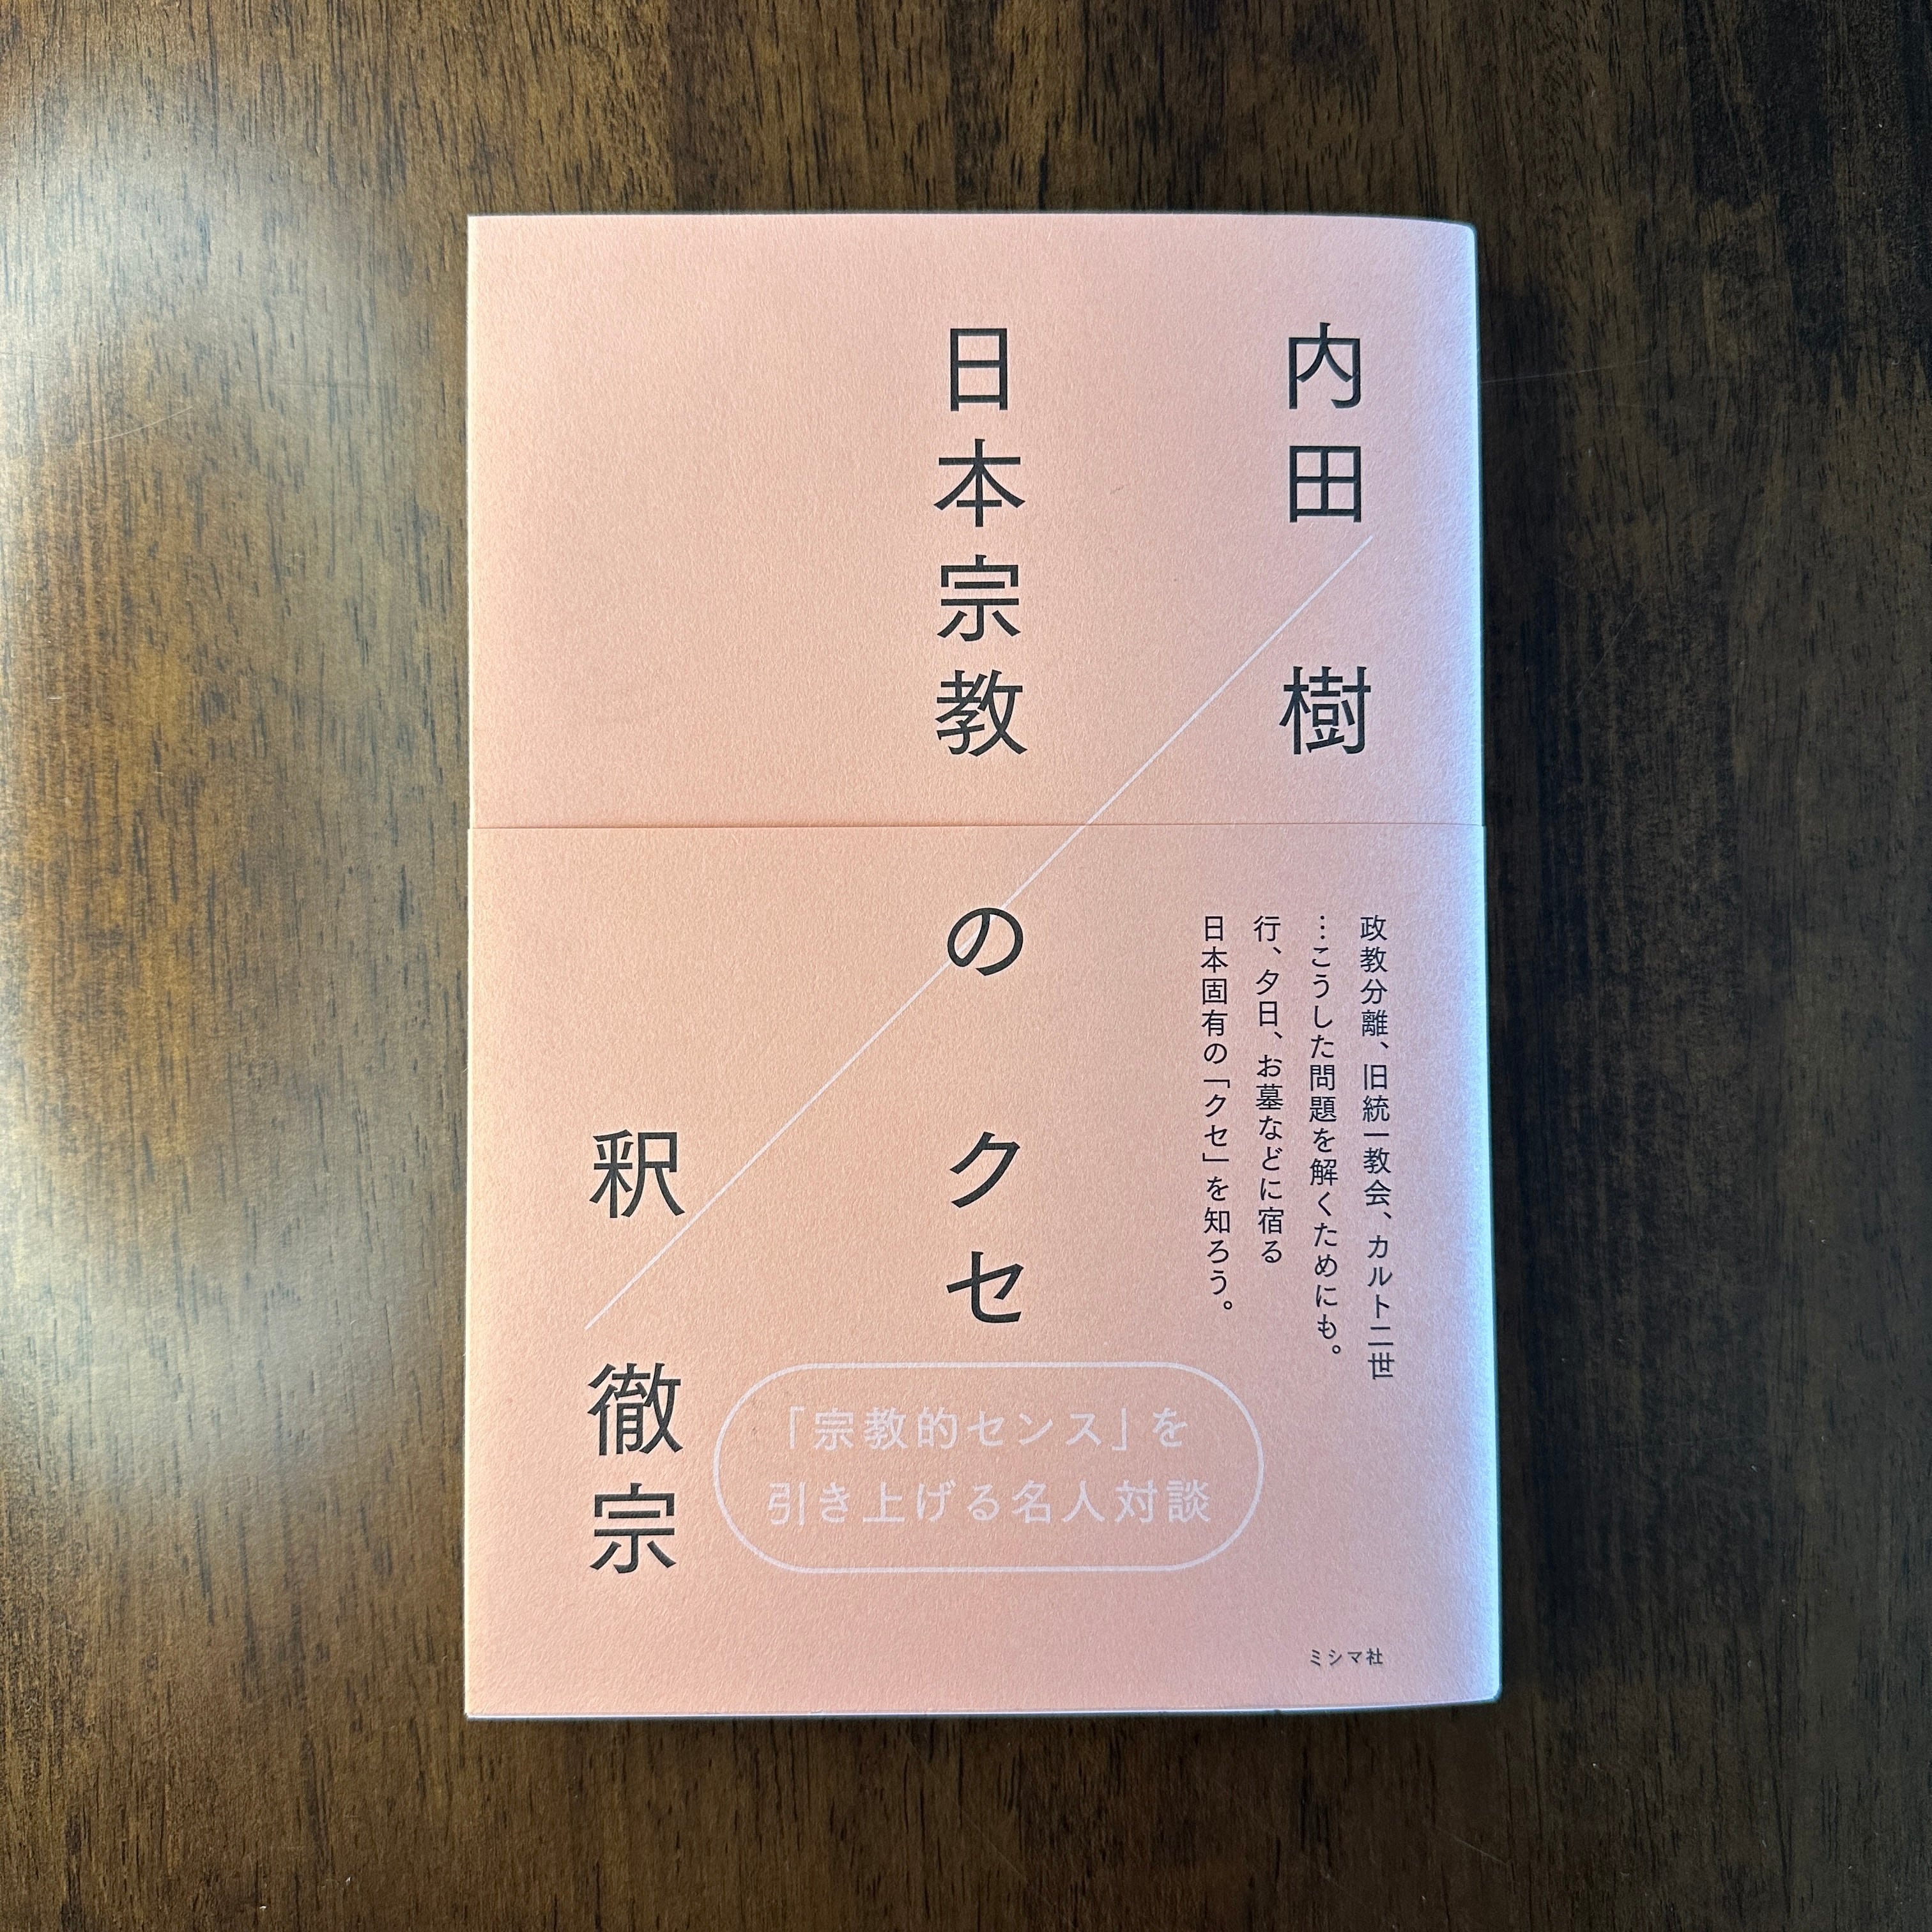 内田 樹
日本宗教のクセ
釈 徹宗
政教分離、旧統一教会、カルト二世
…こうした問題を解くためにも。
行、夕日、お墓などに宿る
日本固有の「クセ」を知ろう。
「宗教的センス」を
引き上げる名人対談
ミシマ社